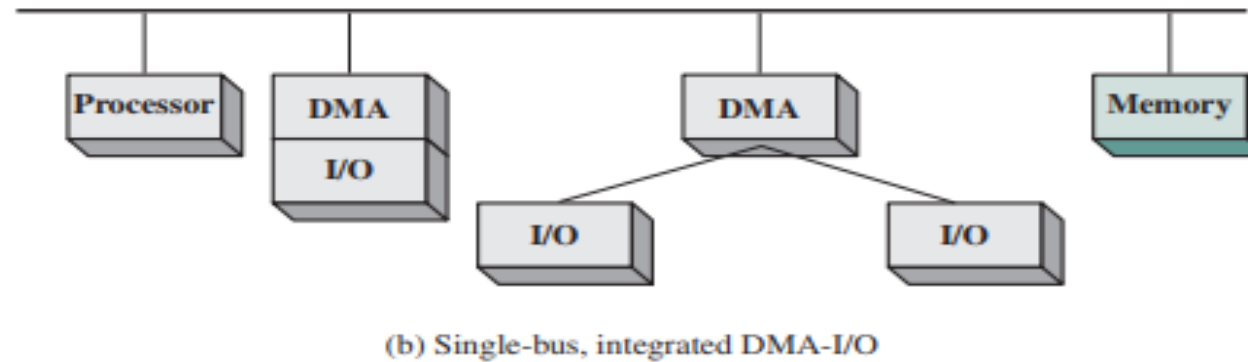 Processor
DMA
I/O
DMA
Memory
I/O
I/O
(b) Single-bus, integrated DMA-I/O